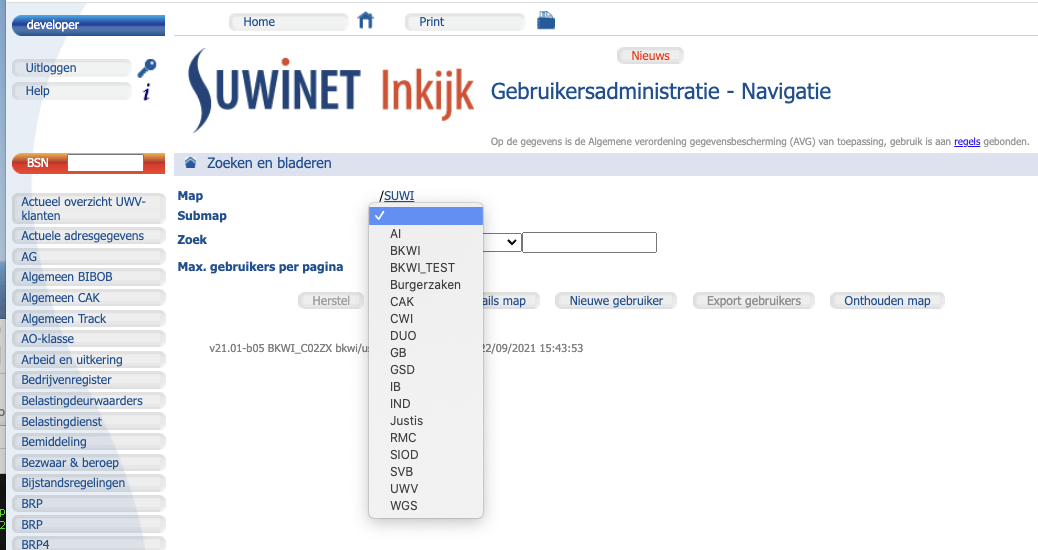 developer
Home
Print
Uitloggen
Help
i
SUWINET Inkijk
Nieuws
Gebruikersadministratie - Navigatie
Op de gegevens is de Algemene verordening gegevensbescherming (AVG) van toepassing, gebruik is aan regels gebonden.
BSN
Zoeken en bladeren
Actueel overzicht UWV-
klanten
Actuele adresgegevens
AG
Algemeen BIBOB
Algemeen CAK
Algemeen Track
AO-klasse
Arbeid en uitkering
Bedrijvenregister
Belastingdeurwaarders
Belastingdienst
Bemiddeling
Bezwaar & beroep
Bijstandsregelingen
BRP
BRP
BRP4
Map /SUWI
Submap
Zoek
Max. gebruikers per pagina
✓
AI
BKWI
BKWI_TEST
Burgerzaken
CAK
CWI
DUO
GB
GSD
IB
IND
Justis
RMC
SIOD
SVB
UWV
WGS
Herstel
ails map
Nieuwe gebruiker
Export gebruikers
Onthouden map
v21.01-b05 BKWI_C02ZX bkwi/us 22/09/2021 15:43:53